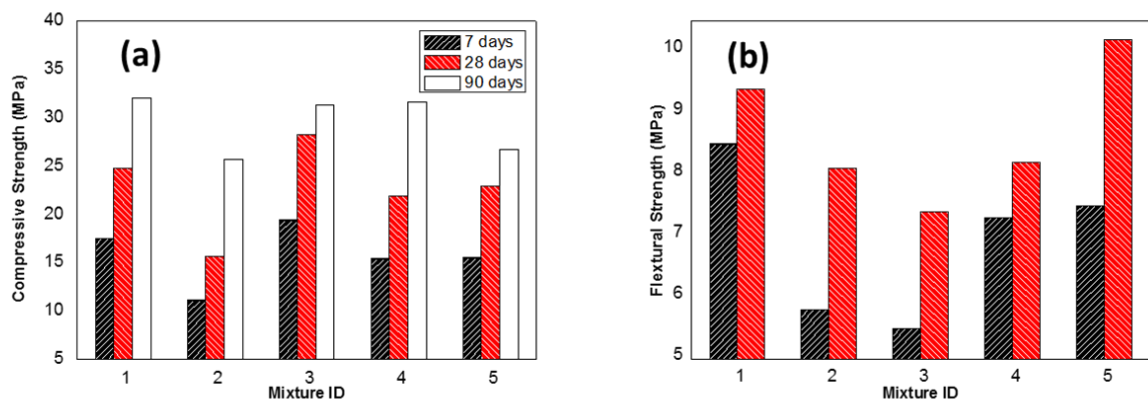 (a)
7 days
28 days
90 days
Compressive Strength (MPa)
40
35
30
25
20
15
10
5
1 2 3 4 5
Mixture ID
(b)
Flextural Strength (MPa)
10
9
8
7
6
5
1 2 3 4 5
Mixture ID